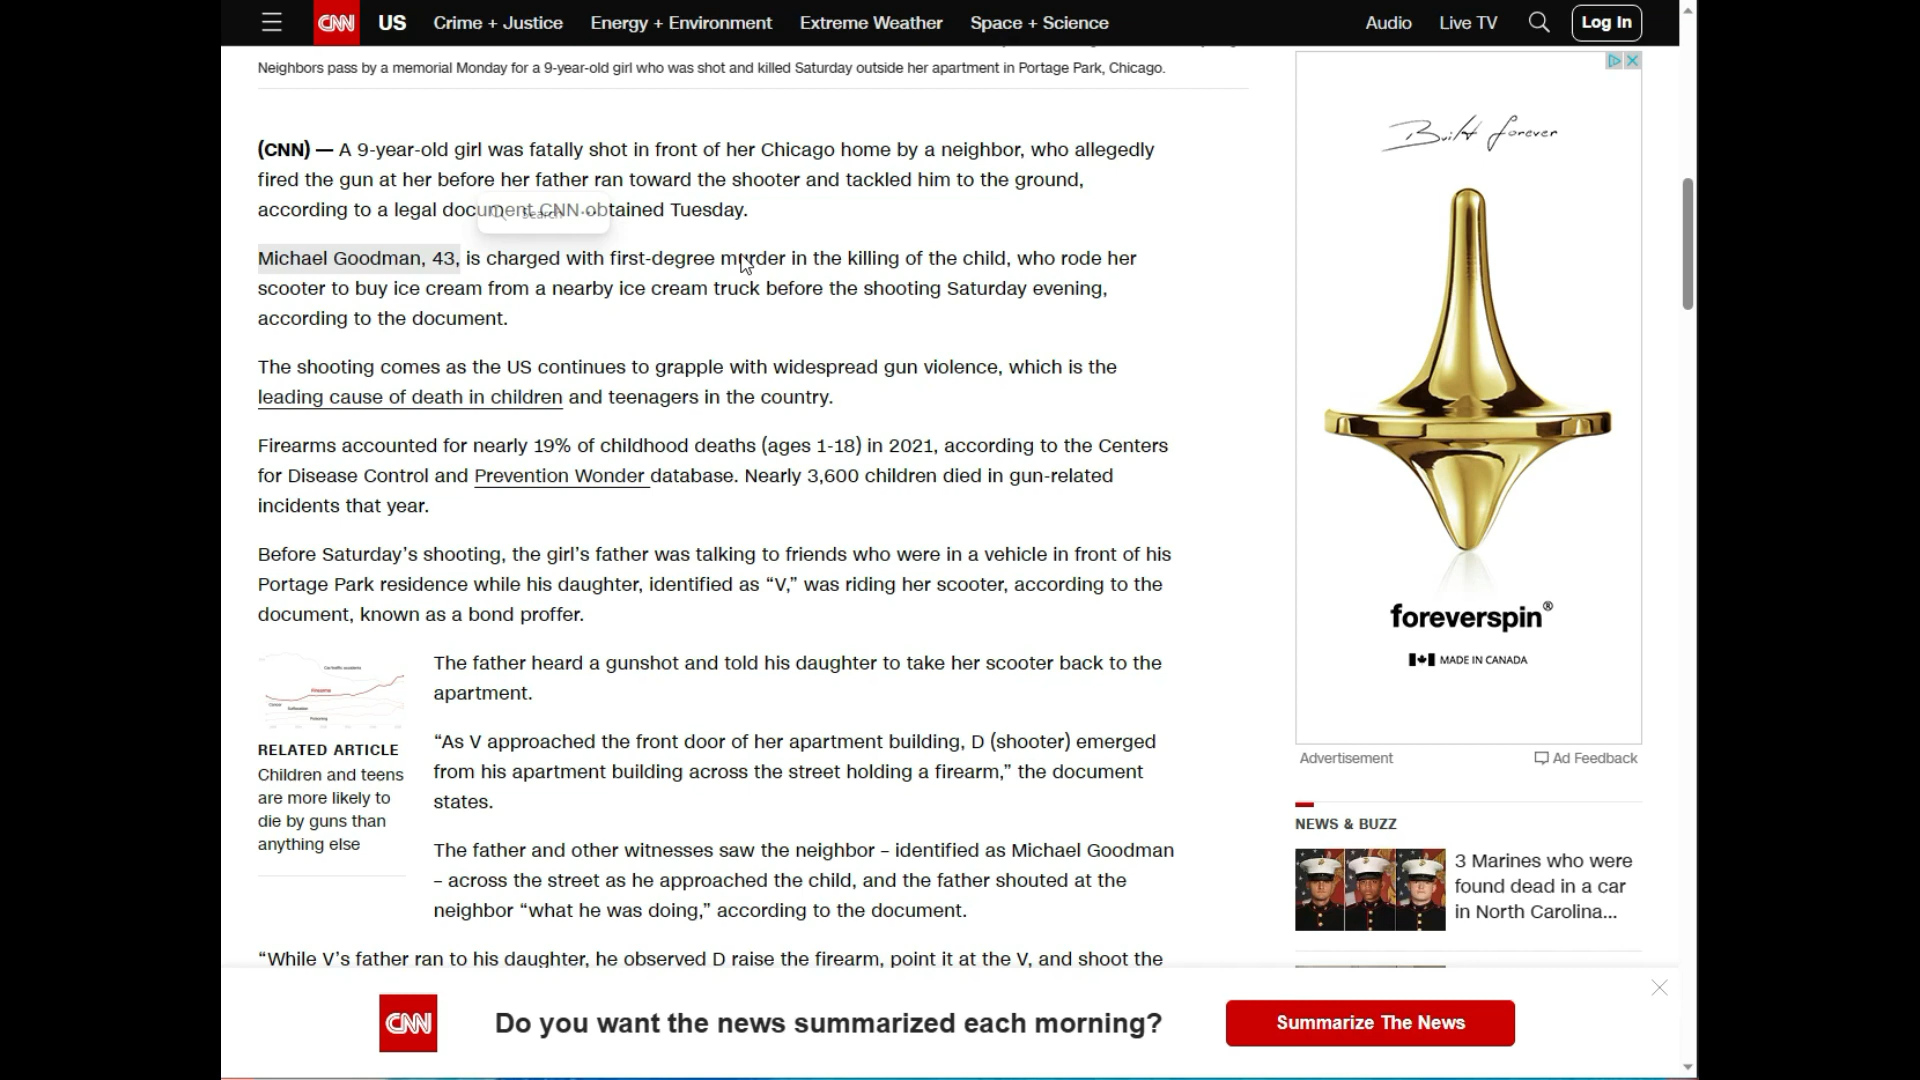 CNN US Crime + Justice Energy + Environment Extreme Weather Space + Science Audio Live TV Log In
Neighbors pass by a memorial Monday for a 9-year-old girl who was shot and killed Saturday outside her apartment in Portage Park, Chicago.
(CNN) — A 9-year-old girl was fatally shot in front of her Chicago home by a neighbor, who allegedly
fired the gun at her before her father ran toward the shooter and tackled him to the ground,
according to a legal document CNN obtained Tuesday.
Search
Michael Goodman, 43, is charged with first-degree murder in the killing of the child, who rode her
scooter to buy ice cream from a nearby ice cream truck before the shooting Saturday evening,
according to the document.
The shooting comes as the US continues to grapple with widespread gun violence, which is the
leading cause of death in children and teenagers in the country.
Firearms accounted for nearly 19% of childhood deaths (ages 1-18) in 2021, according to the Centers
for Disease Control and Prevention Wonder database. Nearly 3,600 children died in gun-related
incidents that year.
Before Saturday’s shooting, the girl’s father was talking to friends who were in a vehicle in front of his
Portage Park residence while his daughter, identified as “V,” was riding her scooter, according to the
document, known as a bond proffer.
Car traffic accidents
Firearms
Cancer
Suffocation
Poisoning
RELATED ARTICLE
Children and teens
are more likely to
die by guns than
anything else
The father heard a gunshot and told his daughter to take her scooter back to the
apartment.
“As V approached the front door of her apartment building, D (shooter) emerged
from his apartment building across the street holding a firearm,” the document
states.
The father and other witnesses saw the neighbor – identified as Michael Goodman
– across the street as he approached the child, and the father shouted at the
neighbor “what he was doing,” according to the document.
“While V’s father ran to his daughter, he observed D raise the firearm, point it at the V, and shoot the
Built forever
foreverspin®
MADE IN CANADA
Advertisement
Ad Feedback
NEWS & BUZZ
3 Marines who were
found dead in a car
in North Carolina...
CNN Do you want the news summarized each morning? Summarize The News